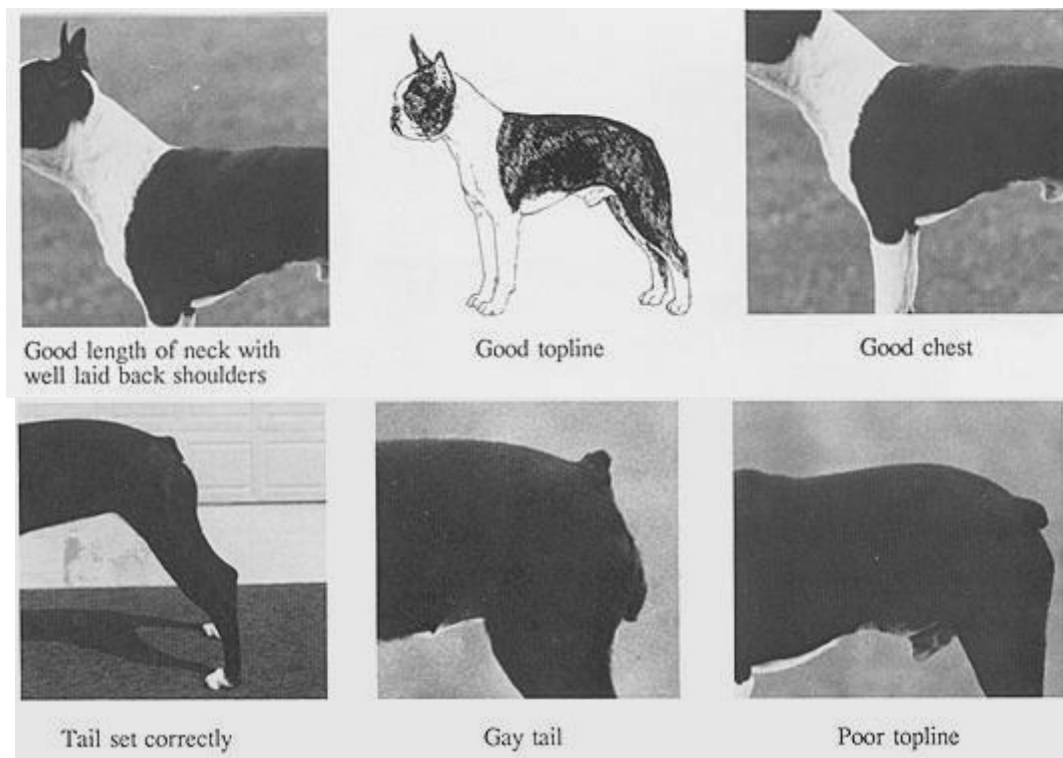 Good length of neck with
well laid back shoulders
Good topline
Good chest
Tail set correctly
Gay tail
Poor topline